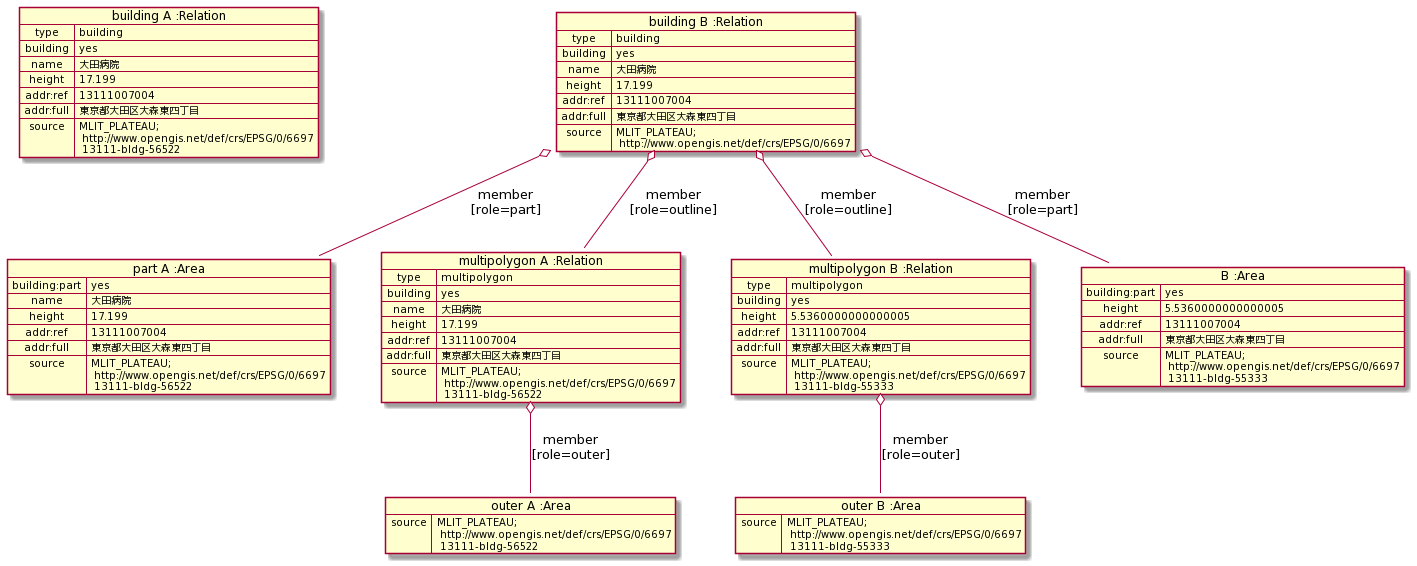 building A :Relation
type building
building yes
name 大田病院
height 17.199
addr:ref 13111007004
addr:full 東京都大田区大森東四丁目
source MLIT_PLATEAU;
http://www.opengis.net/def/crs/EPSG/0/6697
13111-bldg-56522
building B :Relation
type building
building yes
name 大田病院
height 17.199
addr:ref 13111007004
addr:full 東京都大田区大森東四丁目
source MLIT_PLATEAU;
http://www.opengis.net/def/crs/EPSG/0/6697
member
[role=part]
member
[role=outline]
member
[role=outline]
member
[role=part]
part A :Area
building:part yes
name 大田病院
height 17.199
addr:ref 13111007004
addr:full 東京都大田区大森東四丁目
source MLIT_PLATEAU;
http://www.opengis.net/def/crs/EPSG/0/6697
13111-bldg-56522
multipolygon A :Relation
type multipolygon
building yes
name 大田病院
height 17.199
addr:ref 13111007004
addr:full 東京都大田区大森東四丁目
source MLIT_PLATEAU;
http://www.opengis.net/def/crs/EPSG/0/6697
13111-bldg-56522
multipolygon B :Relation
type multipolygon
building yes
height 5.5360000000000005
addr:ref 13111007004
addr:full 東京都大田区大森東四丁目
source MLIT_PLATEAU;
http://www.opengis.net/def/crs/EPSG/0/6697
13111-bldg-55333
B :Area
building:part yes
height 5.5360000000000005
addr:ref 13111007004
addr:full 東京都大田区大森東四丁目
source MLIT_PLATEAU;
http://www.opengis.net/def/crs/EPSG/0/6697
13111-bldg-55333
member
[role=outer]
member
[role=outer]
outer A :Area
source MLIT_PLATEAU;
http://www.opengis.net/def/crs/EPSG/0/6697
13111-bldg-56522
outer B :Area
source MLIT_PLATEAU;
http://www.opengis.net/def/crs/EPSG/0/6697
13111-bldg-55333